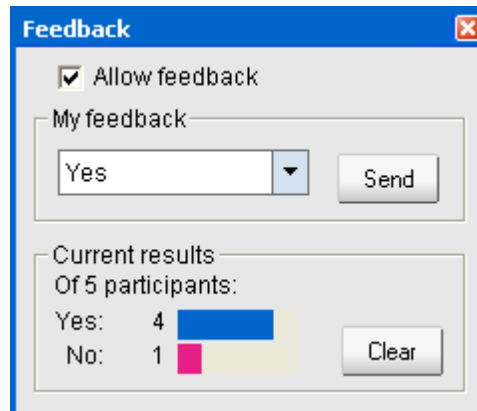 Feedback
Allow feedback
My feedback
Yes
Send
Current results
Of 5 participants:
Yes: 4
No: 1
Clear